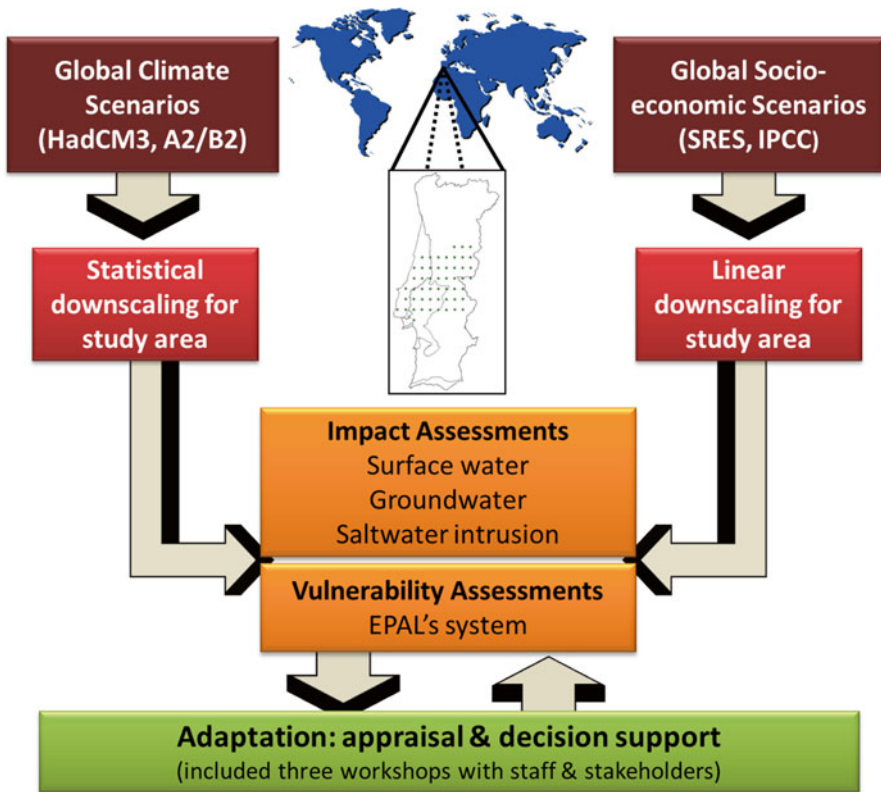 Global Climate
Scenarios
(HadCM3, A2/B2)
Global Socio-
economic Scenarios
(SRES, IPCC)
Statistical
downscaling for
study area
Linear
downscaling for
study area
Impact Assessments
Surface water
Groundwater
Saltwater intrusion
Vulnerability Assessments
EPAL's system
Adaptation: appraisal & decision support
(included three workshops with staff & stakeholders)